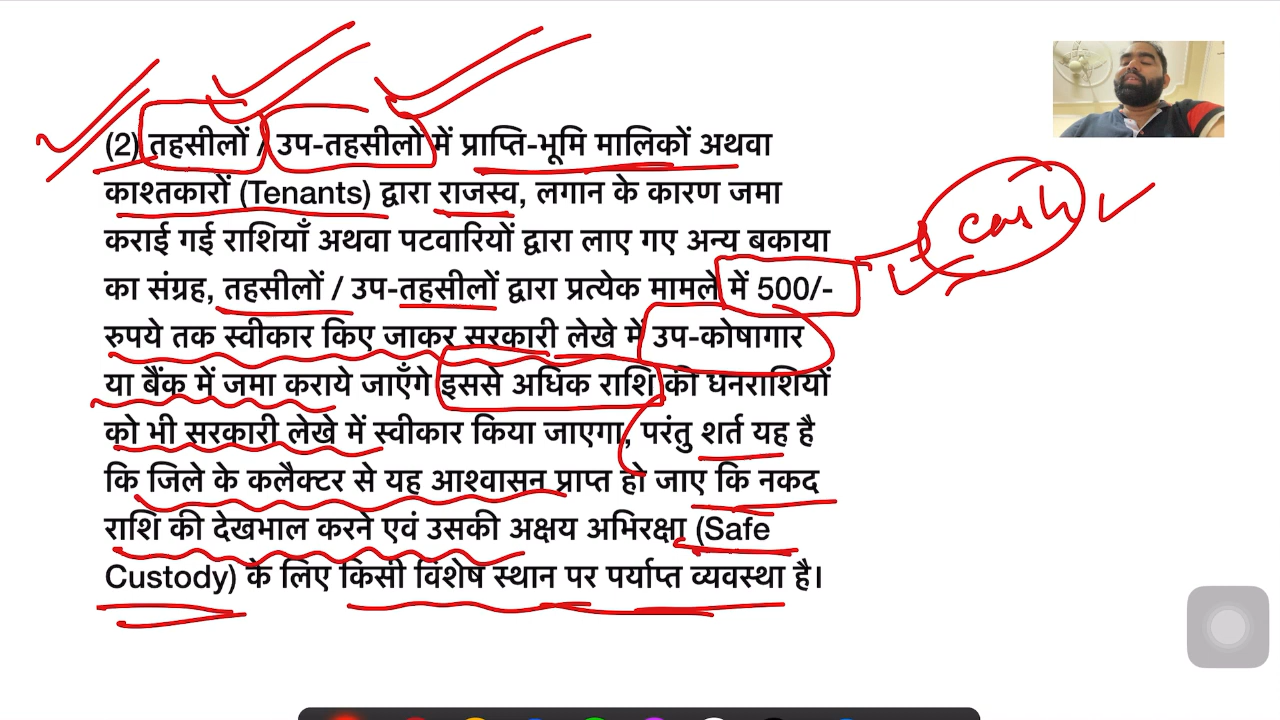 (2) तहसीलों / उप-तहसीलो में प्राप्ति-भूमि मालिकों अथवा
काश्तकारों (Tenants) द्वारा राजस्व, लगान के कारण जमा
कराई गई राशियाँ अथवा पटवारियों द्वारा लाए गए अन्य बकाया
का संग्रह, तहसीलों / उप-तहसीलों द्वारा प्रत्येक मामले में 500/-
रुपये तक स्वीकार किए जाकर सरकारी लेखे में उप-कोषागार
या बैंक में जमा कराये जाएँगे इससे अधिक राशि की धनराशियों
को भी सरकारी लेखे में स्वीकार किया जाएगा, परंतु शर्त यह है
कि जिले के कलैक्टर से यह आश्वासन प्राप्त हो जाए कि नकद
राशि की देखभाल करने एवं उसकी अक्षय अभिरक्षा (Safe
Custody) के लिए किसी विशेष स्थान पर पर्याप्त व्यवस्था है।
cash